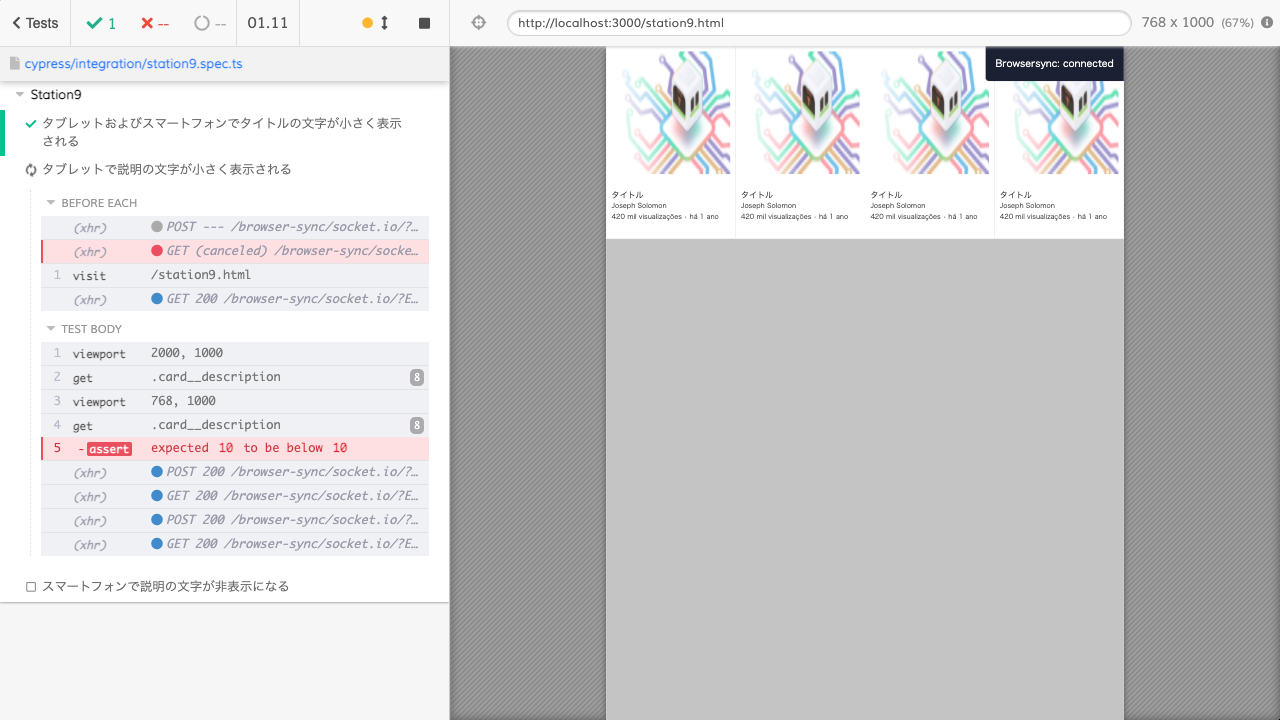 Tests
1
--
--
01.11
http://localhost:3000/station9.html
768 x 1000 (67%)
cypress/integration/station9.spec.ts
Station9
タブレットおよびスマートフォンでタイトルの文字が小さく表示
される
タブレットで説明の文字が小さく表示される
BEFORE EACH
(xhr) POST --- /browser-sync/socket.io/?…
(xhr) GET (canceled) /browser-sync/socke…
1 visit /station9.html
(xhr) GET 200 /browser-sync/socket.io/?E…
TEST BODY
1 viewport 2000, 1000
2 get .card__description 8
3 viewport 768, 1000
4 get .card__description 8
5 -assert expected 10 to be below 10
(xhr) POST 200 /browser-sync/socket.io/?…
(xhr) GET 200 /browser-sync/socket.io/?E…
(xhr) POST 200 /browser-sync/socket.io/?…
(xhr) GET 200 /browser-sync/socket.io/?E…
スマートフォンで説明の文字が非表示になる
Browsersync: connected
タイトル
Joseph Solomon
420 mil visualizações - há 1 ano
タイトル
Joseph Solomon
420 mil visualizações - há 1 ano
タイトル
Joseph Solomon
420 mil visualizações - há 1 ano
タイトル
Joseph Solomon
420 mil visualizações - há 1 ano